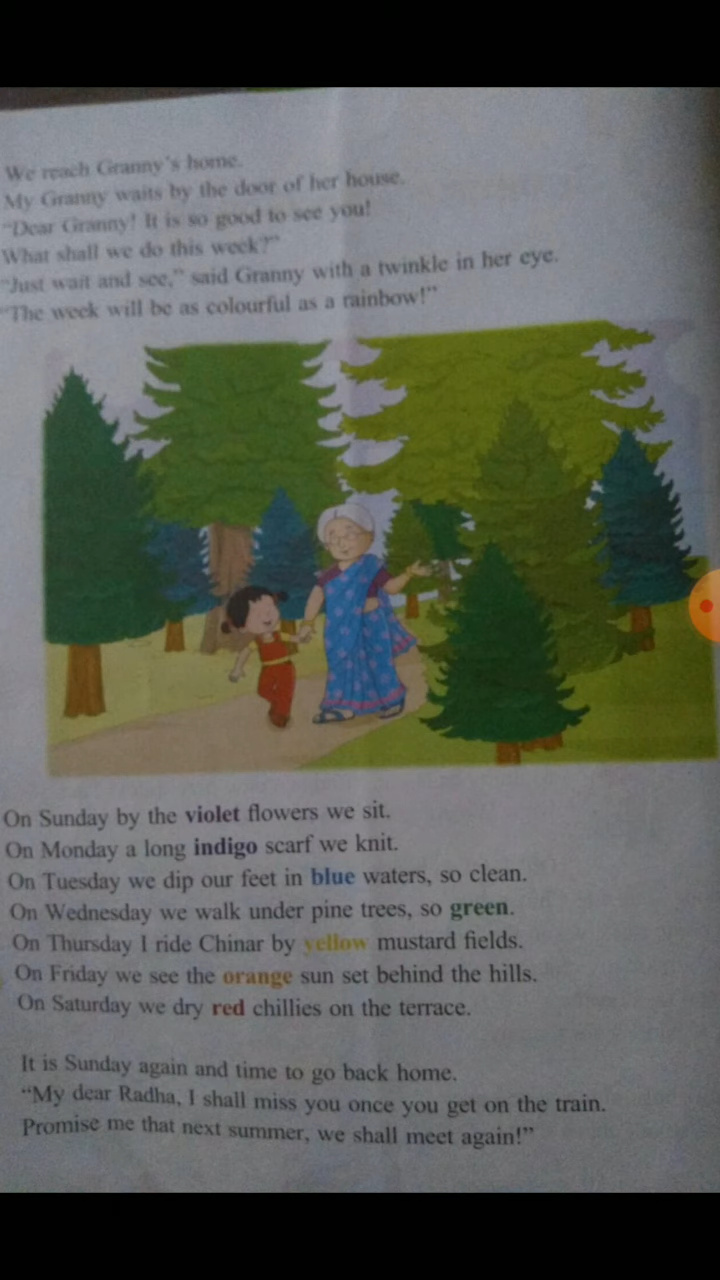 We reach Granny's home.
My Granny waits by the door of her house.
"Dear Granny! It is so good to see you!
What shall we do this week?"
"Just wait and see," said Granny with a twinkle in her eye.
"The week will be as colourful as a rainbow!"
On Sunday by the violet flowers we sit.
On Monday a long indigo scarf we knit.
On Tuesday we dip our feet in blue waters, so clean.
On Wednesday we walk under pine trees, so green.
On Thursday I ride Chinar by yellow mustard fields.
On Friday we see the orange sun set behind the hills.
On Saturday we dry red chillies on the terrace.
It is Sunday again and time to go back home.
"My dear Radha, I shall miss you once you get on the train.
Promise me that next summer, we shall meet again!"